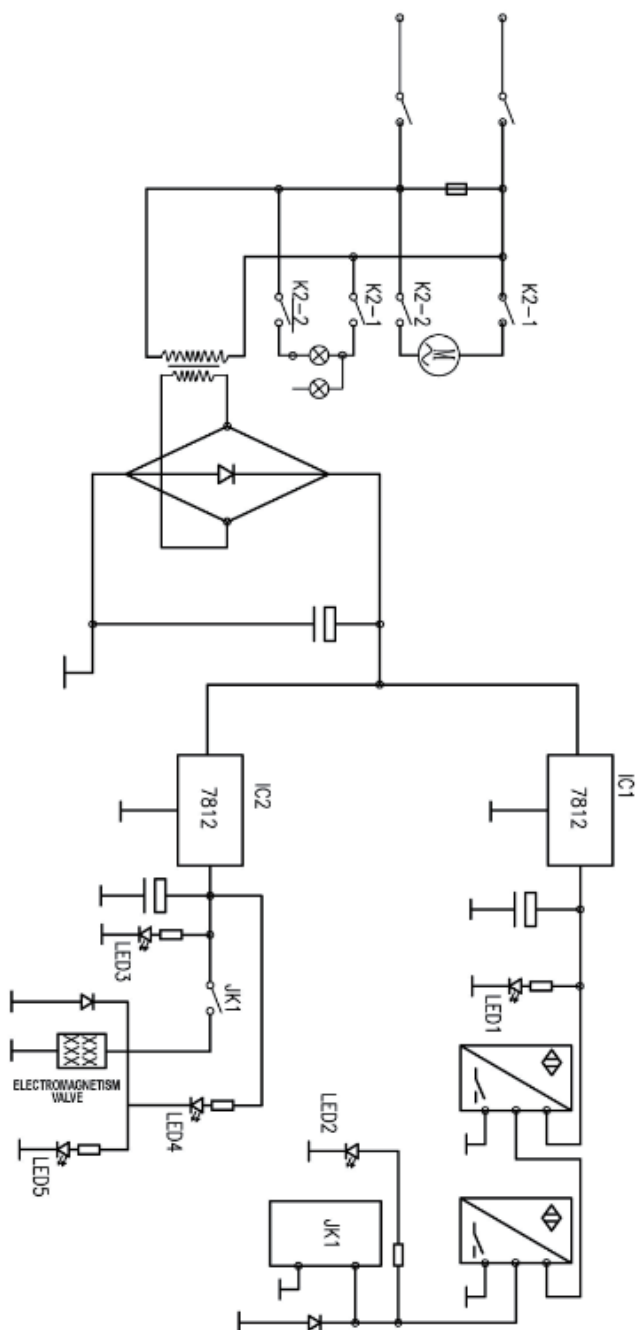 K2-1
K2-2
K2-1
K2-2
M
IC1
7812
IC2
7812
LED1
LED3
JK1
ELECTROMAGNETISM
VALVE
LED4
LED5
LED2
JK1